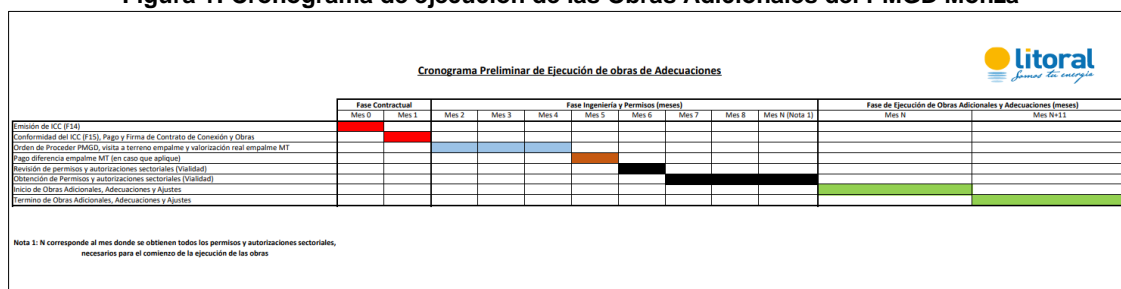 Figura 1. Cronograma de ejecución de las Obras Adicionales del PMGD Monza
litoral
Somos tu energía
Cronograma Preliminar de Ejecución de obras de Adecuaciones
Fase Contractual Fase Ingeniería y Permisos (meses) Fase de Ejecución de Obras Adicionales y Adecuaciones (meses)
Mes 0 Mes 1 Mes 2 Mes 3 Mes 4 Mes 5 Mes 6 Mes 7 Mes 8 Mes N (Nota 1) Mes N Mes N+11
Emisión de ICC (F14)
Conformidad del ICC (F15), Pago y Firma de Contrato de Conexión y Obras
Orden de Proceder PMGD, visita a terreno empalme y valorización real empalme MT
Pago diferencia empalme MT (en caso que aplique)
Revisión de permisos y autorizaciones sectoriales (Vialidad)
Obtención de Permisos y autorizaciones sectoriales (Vialidad)
Inicio de Obras Adicionales, Adecuaciones y Ajustes
Termino de Obras Adicionales, Adecuaciones y Ajustes
Nota 1: N corresponde al mes donde se obtienen todos los permisos y autorizaciones sectoriales,
necesarios para el comienzo de la ejecución de las obras